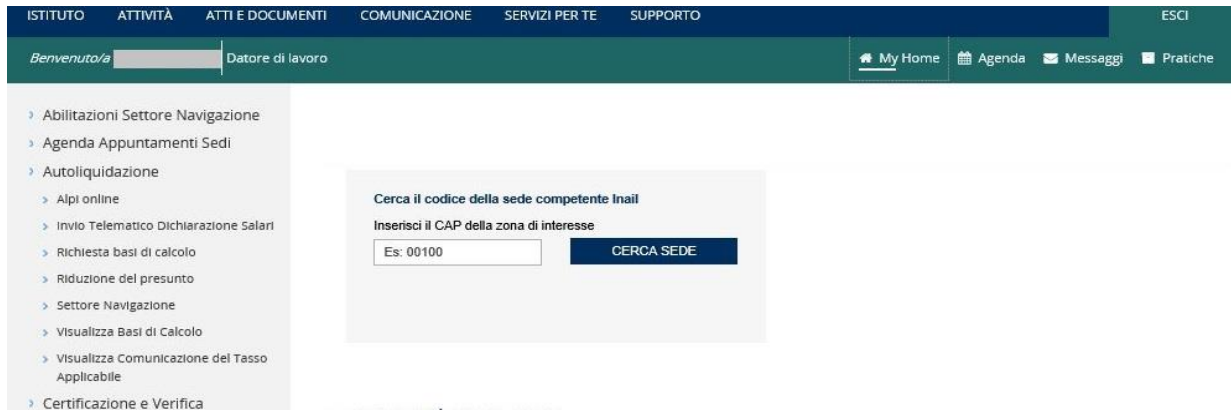 ISTITUTO ATTIVITÀ ATTI E DOCUMENTI COMUNICAZIONE SERVIZI PER TE SUPPORTO ESCI
Benvenuto/a Datore di lavoro My Home Agenda Messaggi Pratiche
Abilitazioni Settore Navigazione
Agenda Appuntamenti Sedi
Autoliquidazione
Alpi online
Invio Telematico Dichiarazione Salari
Richiesta basi di calcolo
Riduzione del presunto
Settore Navigazione
Visualizza Basi di Calcolo
Visualizza Comunicazione del Tasso
Applicabile
Certificazione e Verifica
Cerca il codice della sede competente Inail
Inserisci il CAP della zona di interesse
Es: 00100 CERCA SEDE